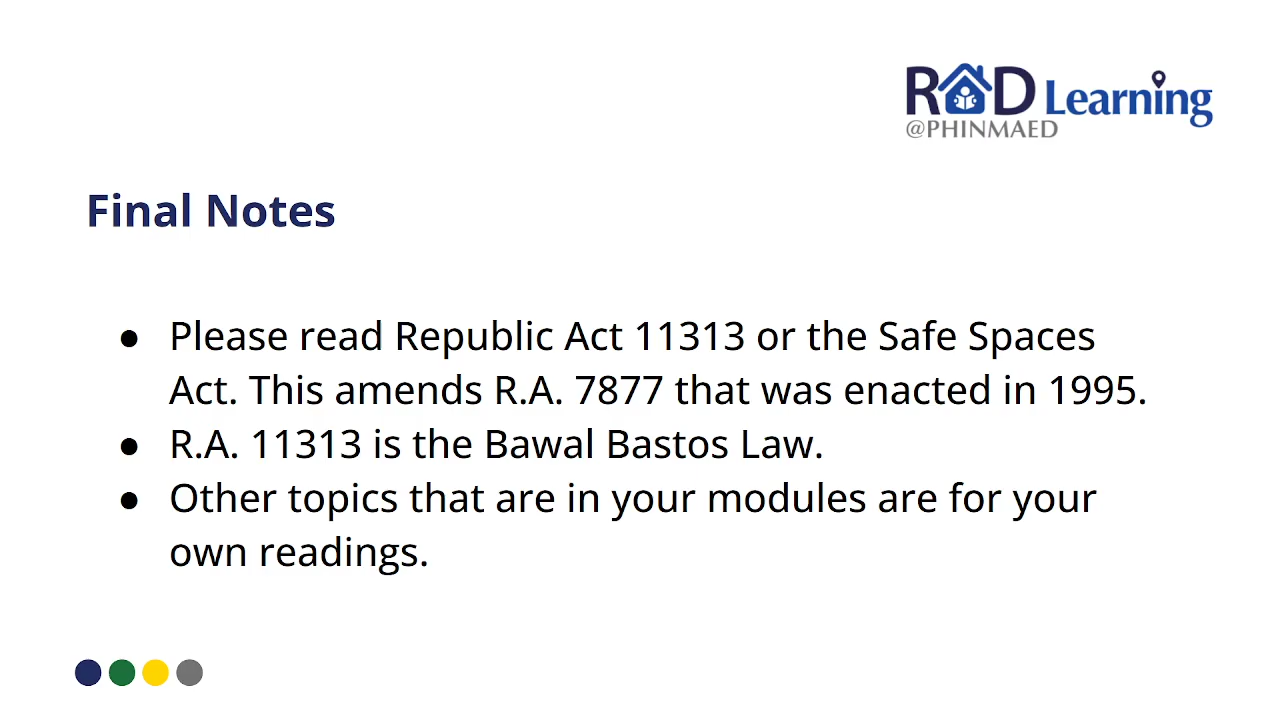 RAD Learning
@PHINMAED
Final Notes
● Please read Republic Act 11313 or the Safe Spaces
Act. This amends R.A. 7877 that was enacted in 1995.
● R.A. 11313 is the Bawal Bastos Law.
● Other topics that are in your modules are for your
own readings.